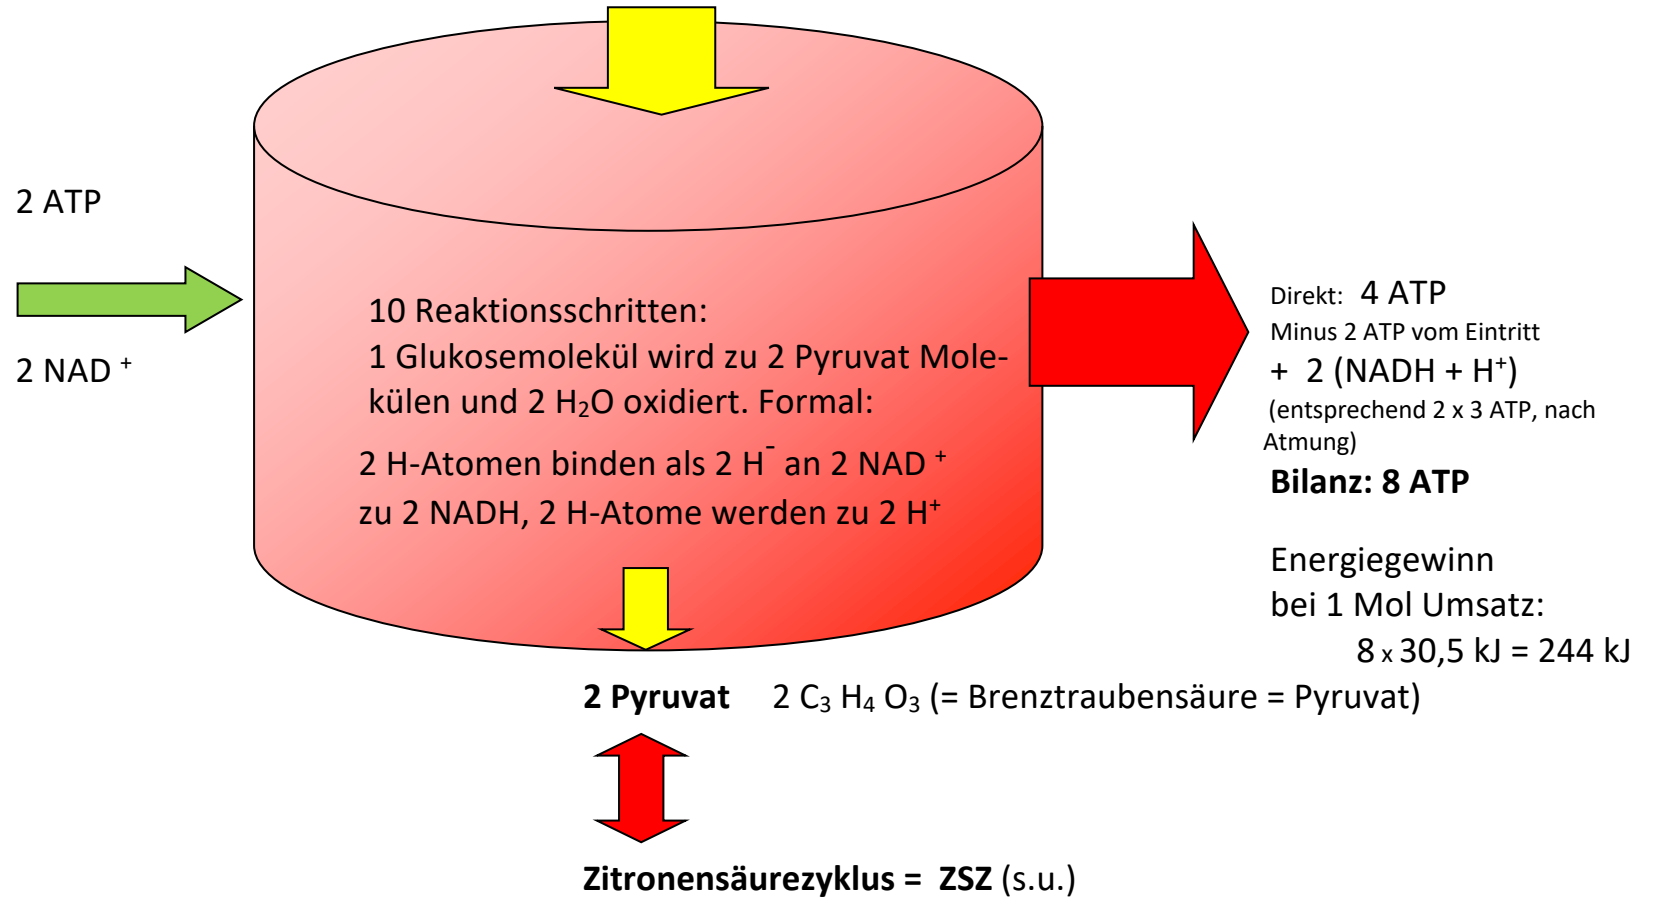 2 ATP
2 NAD +
10 Reaktionsschritten:
1 Glukosemolekül wird zu 2 Pyruvat Mole-
külen und 2 H₂O oxidiert. Formal:
2 H-Atomen binden als 2 H⁻ an 2 NAD ⁺
zu 2 NADH, 2 H-Atome werden zu 2 H⁺
Direkt: 4 ATP
Minus 2 ATP vom Eintritt
+ 2 (NADH + H⁺)
(entsprechend 2 x 3 ATP, nach
Atmung)
Bilanz: 8 ATP
Energiegewinn
bei 1 Mol Umsatz:
8 x 30,5 kJ = 244 kJ
2 Pyruvat 2 C₃ H₄ O₃ (= Brenztraubensäure = Pyruvat)
Zitronensäurezyklus = ZSZ (s.u.)